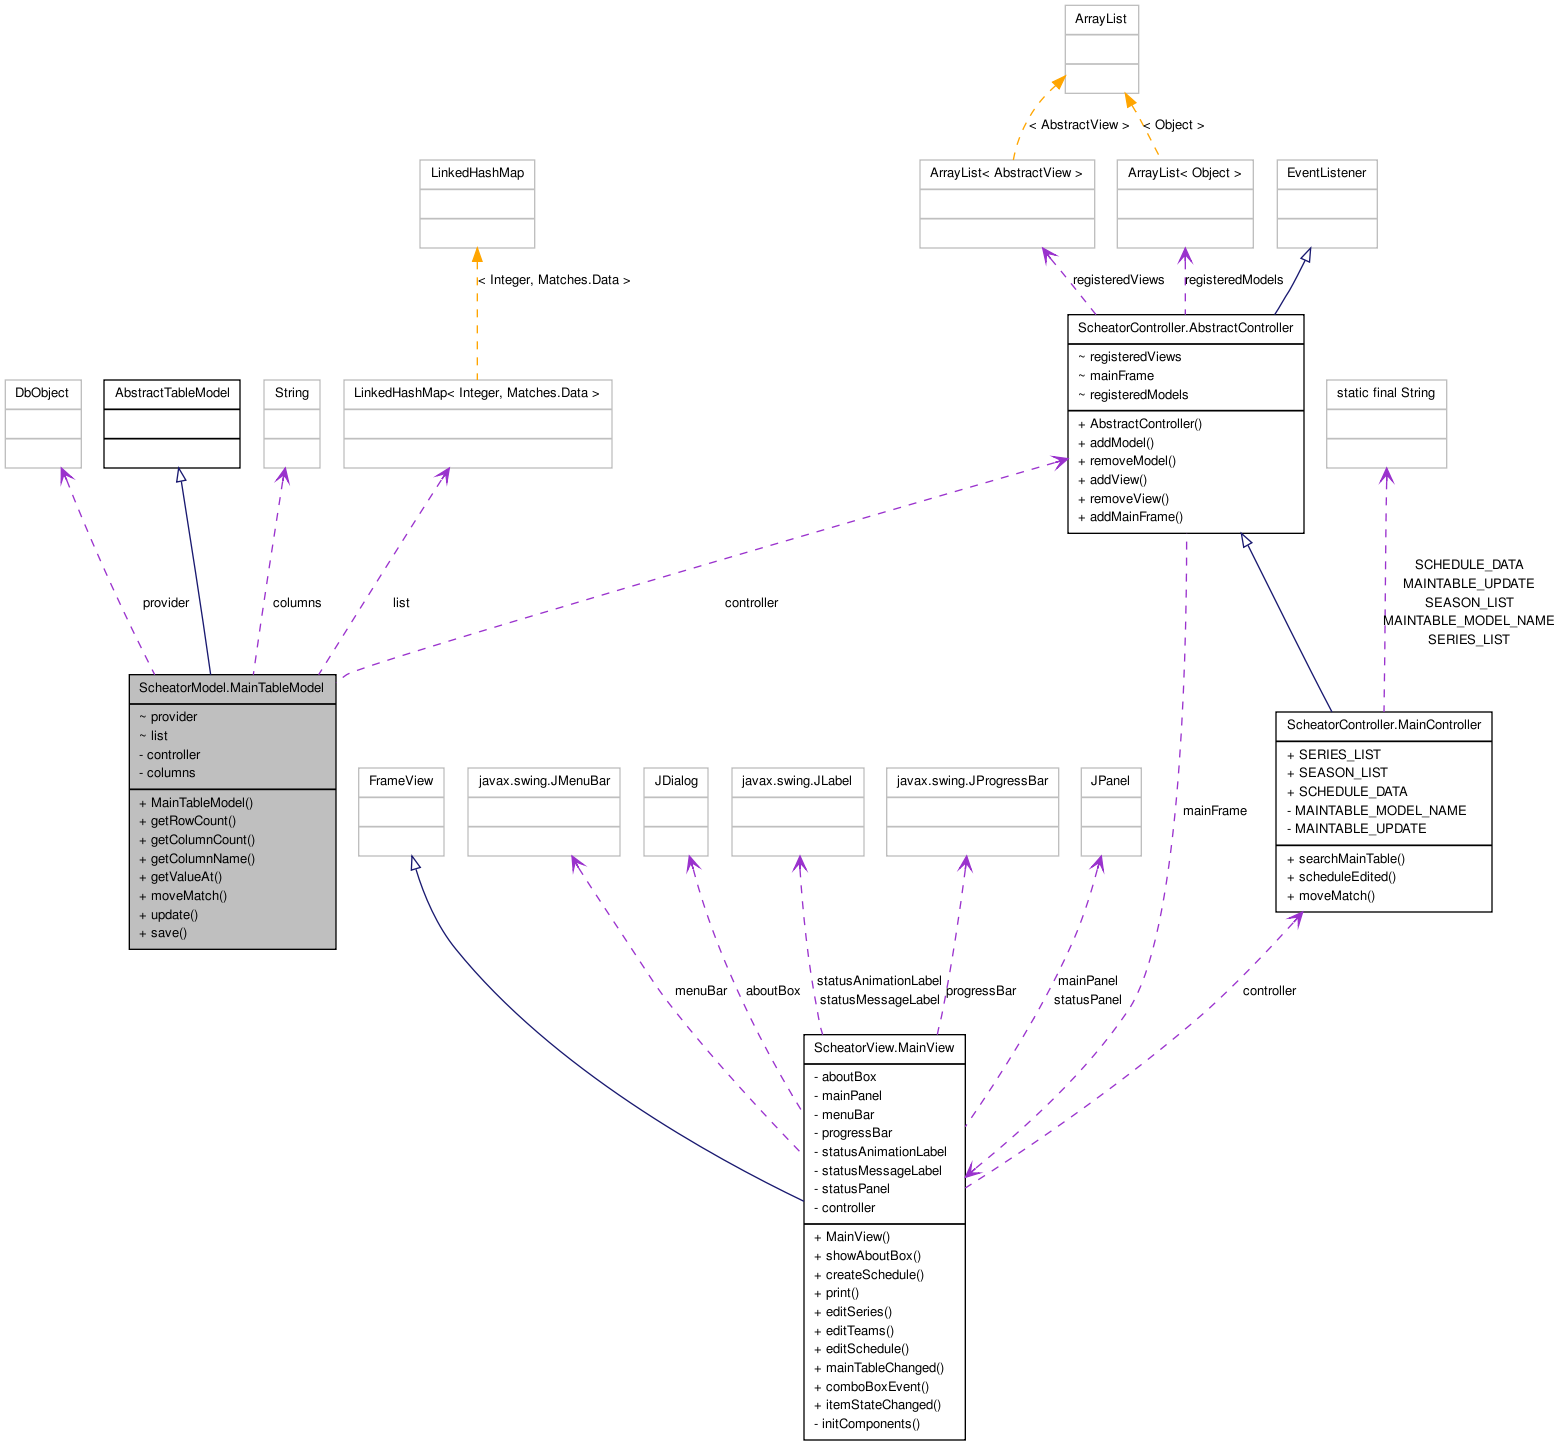 ArrayList
< AbstractView >
< Object >
LinkedHashMap
ArrayList< AbstractView >
ArrayList< Object >
EventListener
< Integer, Matches.Data >
registeredViews
registeredModels
ScheatorController.AbstractController
~ registeredViews
~ mainFrame
~ registeredModels
+ AbstractController()
+ addModel()
+ removeModel()
+ addView()
+ removeView()
+ addMainFrame()
DbObject
AbstractTableModel
String
LinkedHashMap< Integer, Matches.Data >
static final String
provider
columns
list
controller
SCHEDULE_DATA
MAINTABLE_UPDATE
SEASON_LIST
MAINTABLE_MODEL_NAME
SERIES_LIST
ScheatorModel.MainTableModel
~ provider
~ list
- controller
- columns
+ MainTableModel()
+ getRowCount()
+ getColumnCount()
+ getColumnName()
+ getValueAt()
+ moveMatch()
+ update()
+ save()
ScheatorController.MainController
+ SERIES_LIST
+ SEASON_LIST
+ SCHEDULE_DATA
- MAINTABLE_MODEL_NAME
- MAINTABLE_UPDATE
+ searchMainTable()
+ scheduleEdited()
+ moveMatch()
FrameView
javax.swing.JMenuBar
JDialog
javax.swing.JLabel
javax.swing.JProgressBar
JPanel
mainFrame
menuBar
aboutBox
statusAnimationLabel
statusMessageLabel
progressBar
mainPanel
statusPanel
controller
ScheatorView.MainView
- aboutBox
- mainPanel
- menuBar
- progressBar
- statusAnimationLabel
- statusMessageLabel
- statusPanel
- controller
+ MainView()
+ showAboutBox()
+ createSchedule()
+ print()
+ editSeries()
+ editTeams()
+ editSchedule()
+ mainTableChanged()
+ comboBoxEvent()
+ itemStateChanged()
- initComponents()